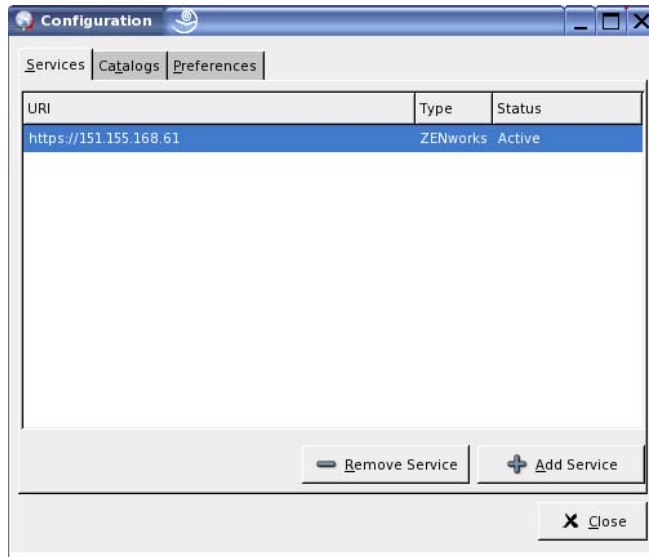 Configuration
Services Catalogs Preferences
URI Type Status
https://151.155.168.61 ZENworks Active
Remove Service Add Service
Close